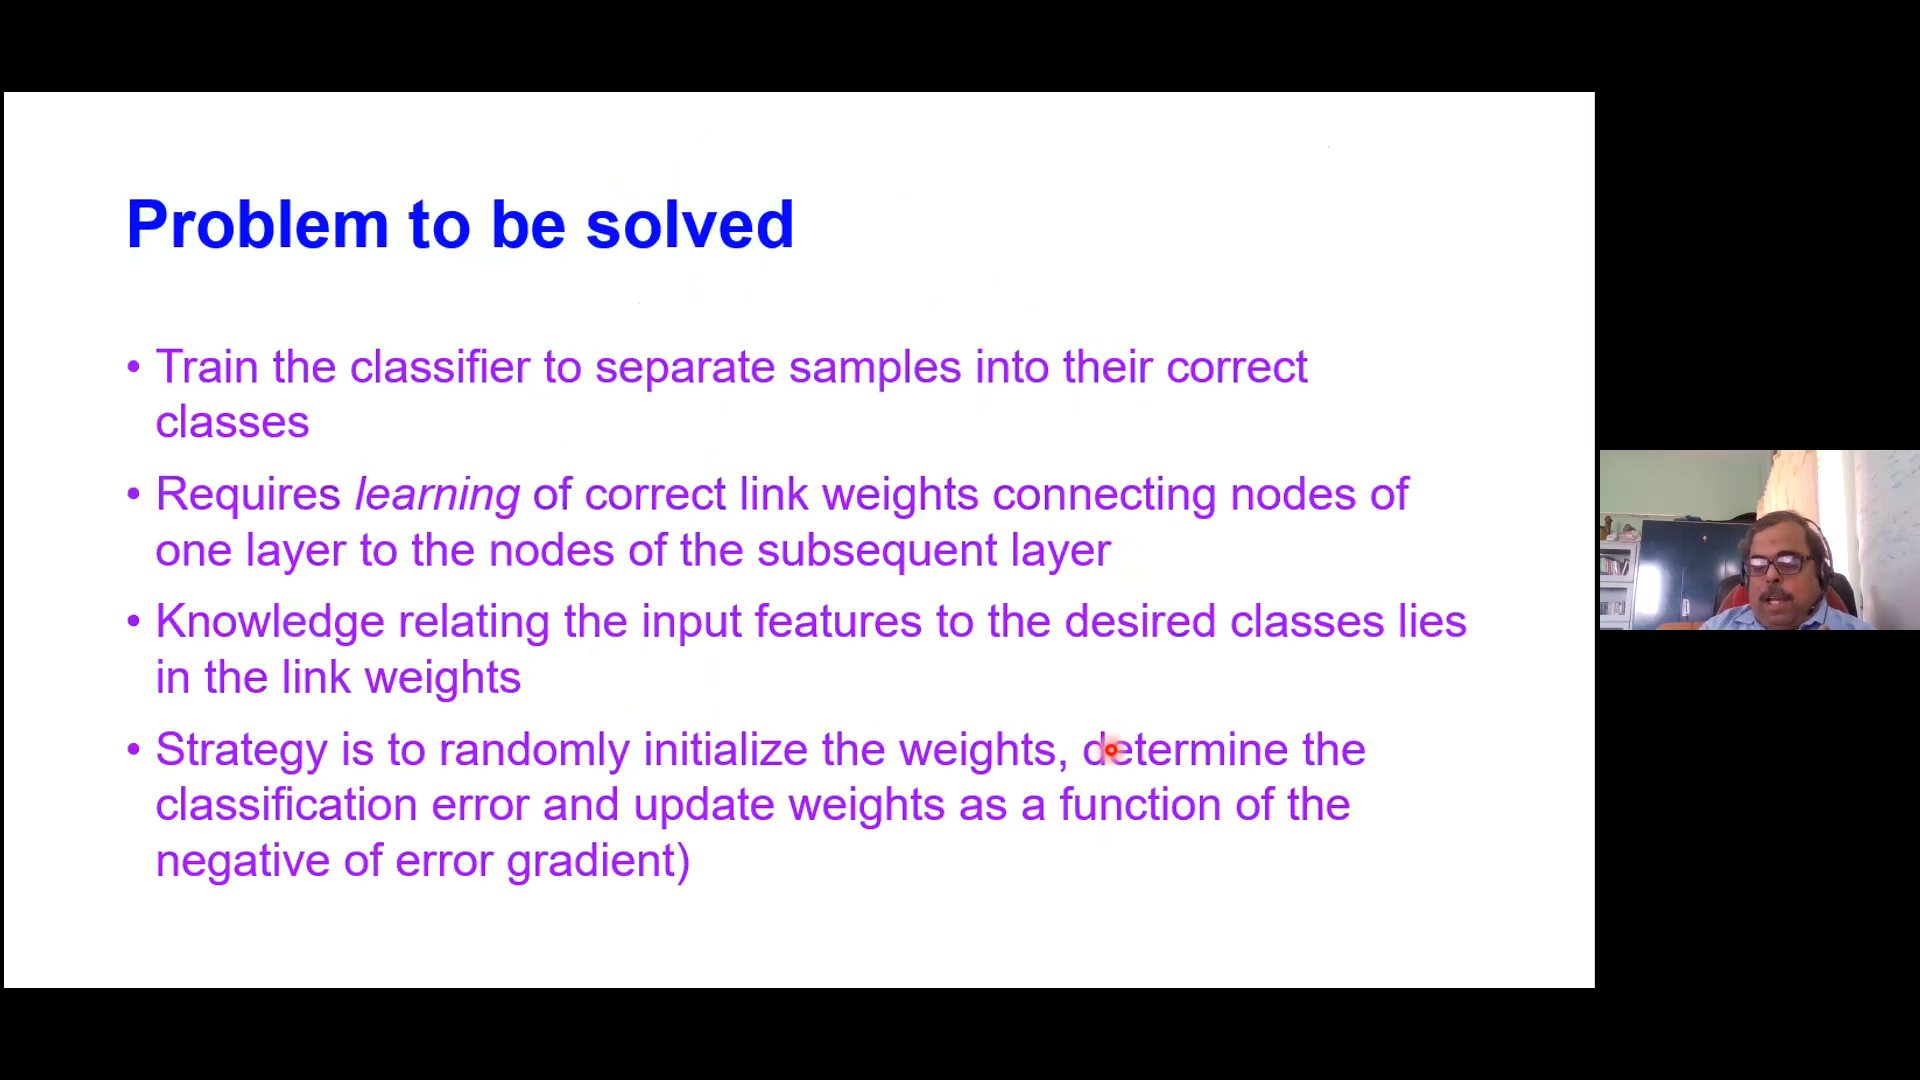 Problem to be solved
• Train the classifier to separate samples into their correct
classes
• Requires learning of correct link weights connecting nodes of
one layer to the nodes of the subsequent layer
• Knowledge relating the input features to the desired classes lies
in the link weights
• Strategy is to randomly initialize the weights, determine the
classification error and update weights as a function of the
negative of error gradient)